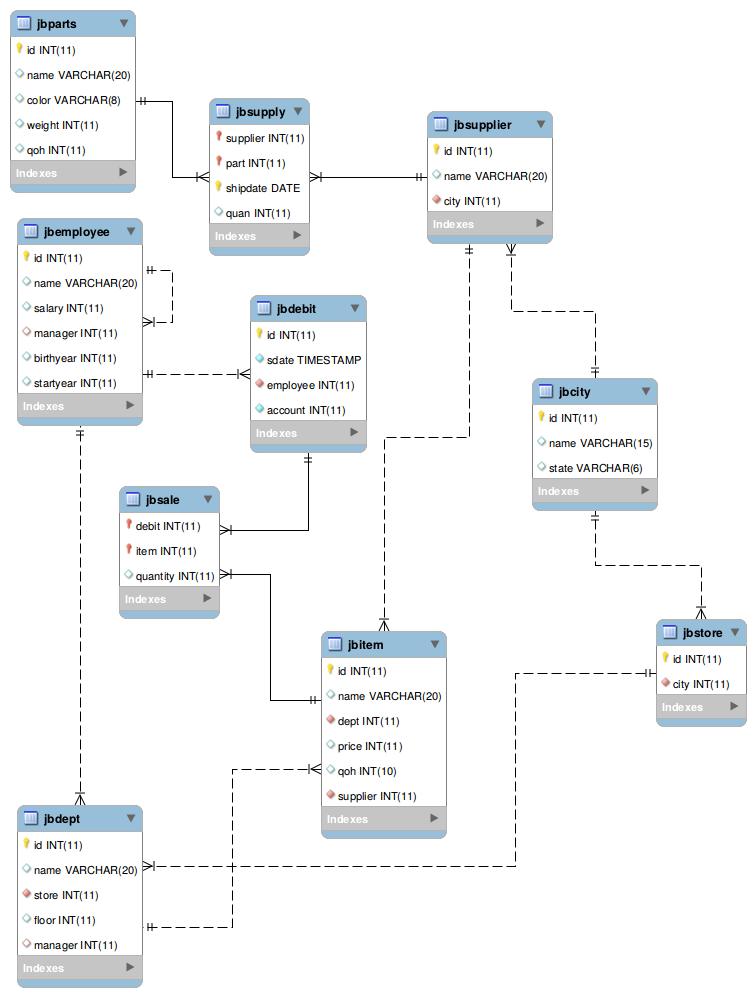 jbparts
id INT(11)
name VARCHAR(20)
color VARCHAR(8)
weight INT(11)
qoh INT(11)
Indexes
jbsupply
supplier INT(11)
part INT(11)
shipdate DATE
quan INT(11)
Indexes
jbsupplier
id INT(11)
name VARCHAR(20)
city INT(11)
Indexes
jbemployee
id INT(11)
name VARCHAR(20)
salary INT(11)
manager INT(11)
birthyear INT(11)
startyear INT(11)
Indexes
jbdebit
id INT(11)
sdate TIMESTAMP
employee INT(11)
account INT(11)
Indexes
jbcity
id INT(11)
name VARCHAR(15)
state VARCHAR(6)
Indexes
jbsale
debit INT(11)
item INT(11)
quantity INT(11)
Indexes
jbitem
id INT(11)
name VARCHAR(20)
dept INT(11)
price INT(11)
qoh INT(10)
supplier INT(11)
Indexes
jbstore
id INT(11)
city INT(11)
Indexes
jbdept
id INT(11)
name VARCHAR(20)
store INT(11)
floor INT(11)
manager INT(11)
Indexes